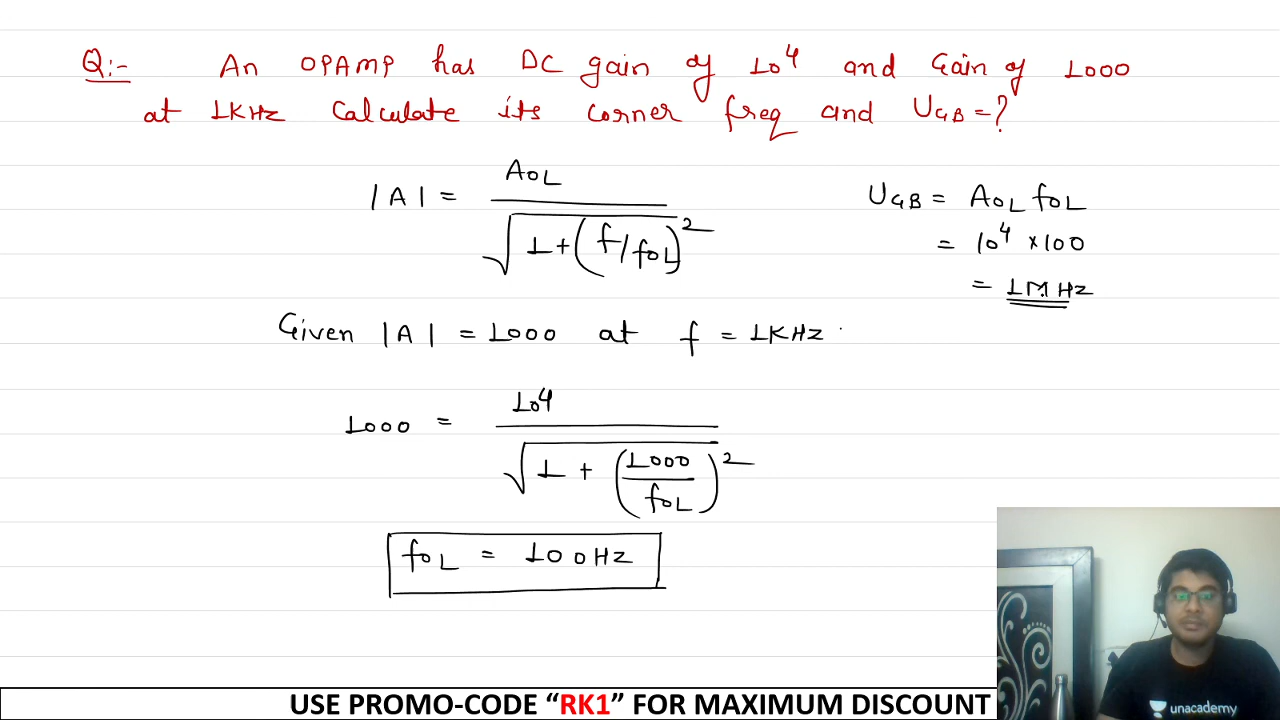 Q:- An OPAMP has DC gain of 10⁴ and Gain of 1000
at 1KHz Calculate its corner freq and UGB=?
|A| = AOL / √(1+(f/fOL)²)
UGB = AOL fOL
= 10⁴ ×100
= 1MHz
Given |A| = 1000 at f = 1KHz
1000 = 10⁴ / √(1 + (1000/fOL)²)
fOL = 100Hz
unacademy
USE PROMO-CODE “RK1” FOR MAXIMUM DISCOUNT